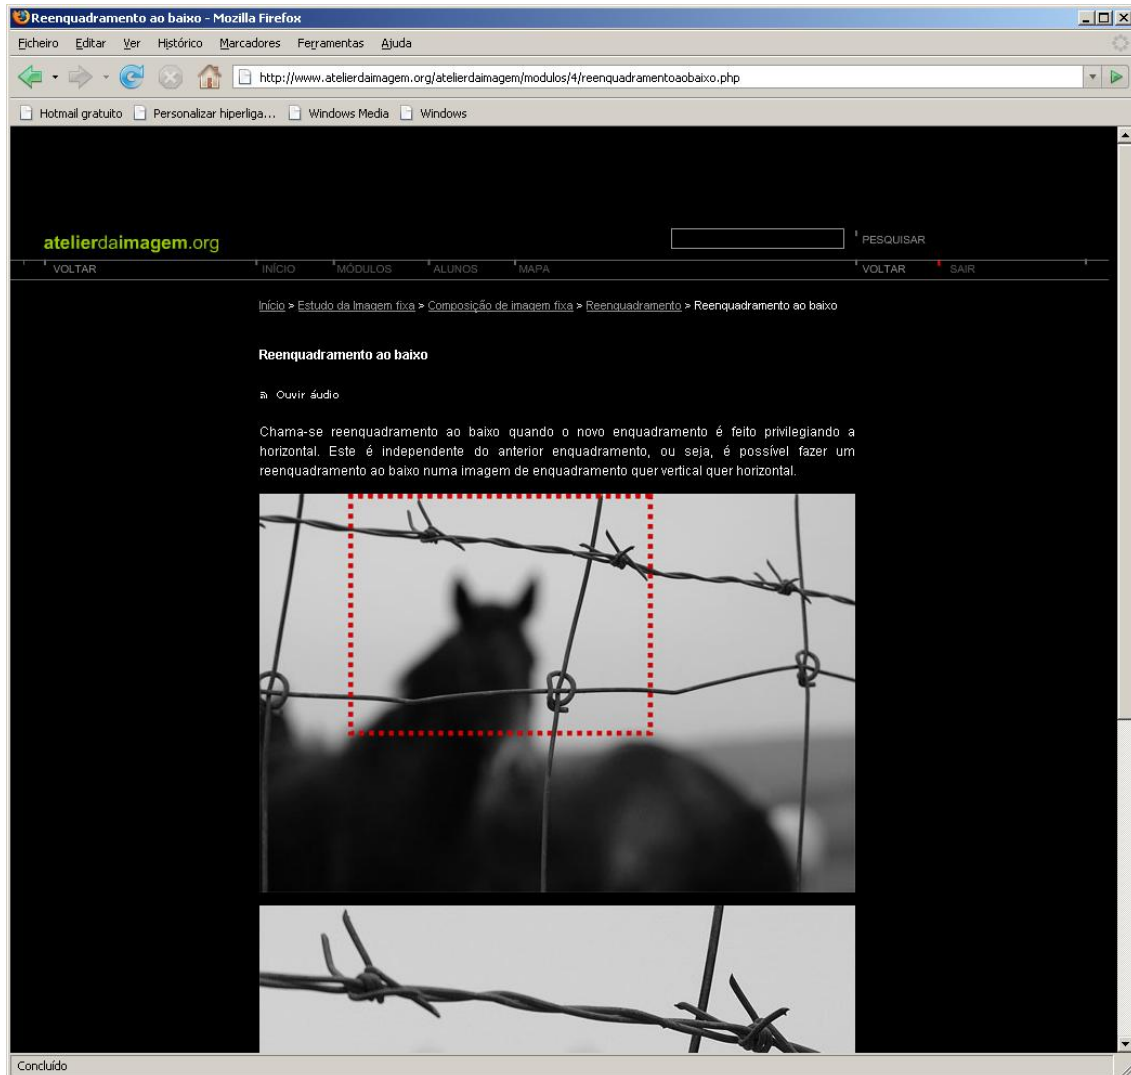 Reenquadramento ao baixo - Mozilla Firefox
Ficheiro Editar Ver Histórico Marcadores Ferramentas Ajuda
http://www.atelierdaimagem.org/atelierdaimagem/modulos/4/reenquadramentoaobaixo.php
Hotmail gratuito Personalizar hiperliga... Windows Media Windows
atelierdaimagem.org PESQUISAR
VOLTAR INÍCIO MÓDULOS ALUNOS MAPA VOLTAR SAIR
Início > Estudo da Imagem fixa > Composição de imagem fixa > Reenquadramento > Reenquadramento ao baixo
Reenquadramento ao baixo
Ouvir áudio
Chama-se reenquadramento ao baixo quando o novo enquadramento é feito privilegiando a
horizontal. Este é independente do anterior enquadramento, ou seja, é possível fazer um
reenquadramento ao baixo numa imagem de enquadramento quer vertical quer horizontal.
Concluído